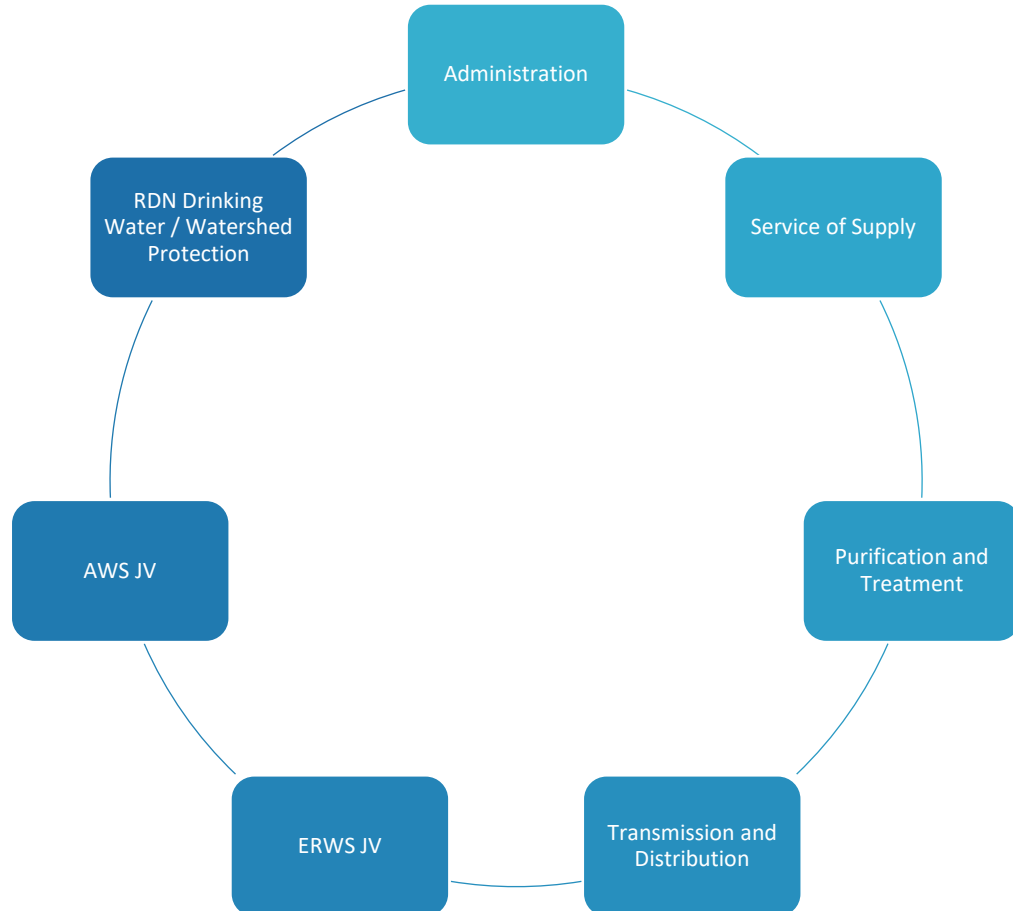 Administration
Service of Supply
Purification and
Treatment
Transmission and
Distribution
ERWS JV
AWS JV
RDN Drinking
Water / Watershed
Protection